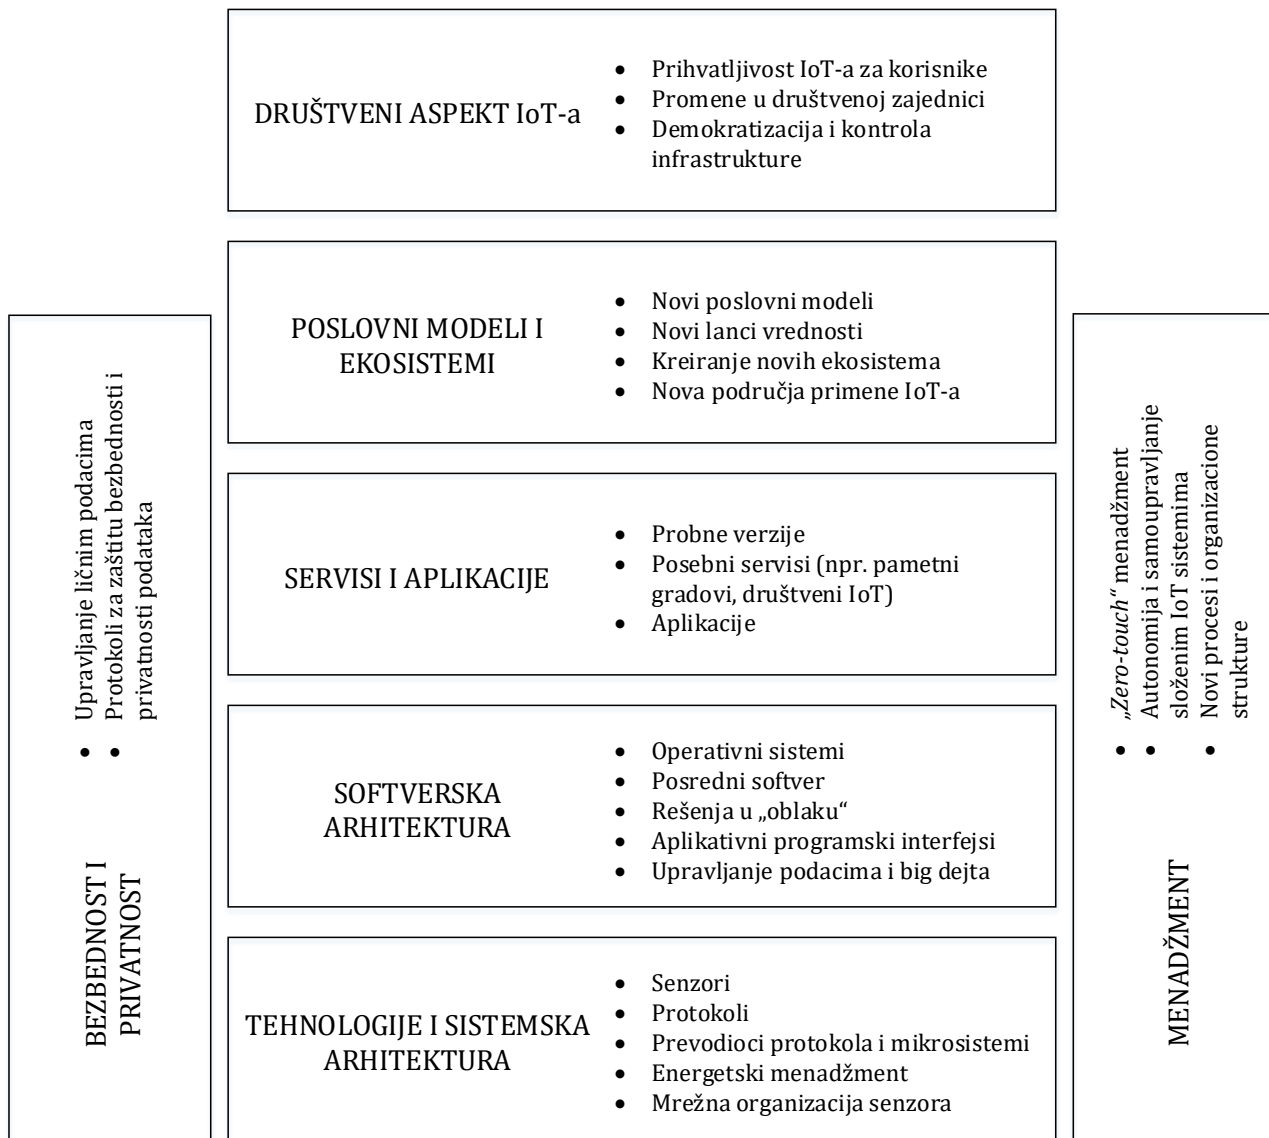 DRUŠTVENI ASPEKT IoT-a
• Prihvatljivost IoT-a za korisnike
• Promene u društvenoj zajednici
• Demokratizacija i kontrola
infrastrukture
POSLOVNI MODELI I
EKOSISTEMI
• Novi poslovni modeli
• Novi lanci vrednosti
• Kreiranje novih ekosistema
• Nova područja primene IoT-a
SERVISI I APLIKACIJE
• Probne verzije
• Posebni servisi (npr. pametni
gradovi, društveni IoT)
• Aplikacije
SOFTVERSKA
ARHITEKTURA
• Operativni sistemi
• Posredni softver
• Rešenja u „oblaku“
• Aplikativni programski interfejsi
• Upravljanje podacima i big dejta
TEHNOLOGIJE I SISTEMSKA
ARHITEKTURA
• Senzori
• Protokoli
• Prevodioci protokola i mikrosistemi
• Energetski menadžment
• Mrežna organizacija senzora
BEZBEDNOST I
PRIVATNOST
• Upravljanje ličnim podacima
• Protokoli za zaštitu bezbednosti i
privatnosti podataka
MENADŽMENT
• „Zero-touch“ menadžment
• Autonomija i samoupravljanje
složenim IoT sistemima
• Novi procesi i organizacione
strukture